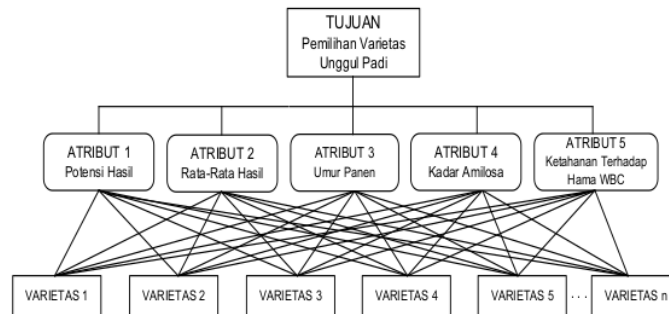 TUJUAN
Pemilihan Varietas
Unggul Padi
ATRIBUT 1
Potensi Hasil
ATRIBUT 2
Rata-Rata Hasil
ATRIBUT 3
Umur Panen
ATRIBUT 4
Kadar Amilosa
ATRIBUT 5
Ketahanan Terhadap
Hama WBC
VARIETAS 1
VARIETAS 2
VARIETAS 3
VARIETAS 4
VARIETAS 5
...
VARIETAS n